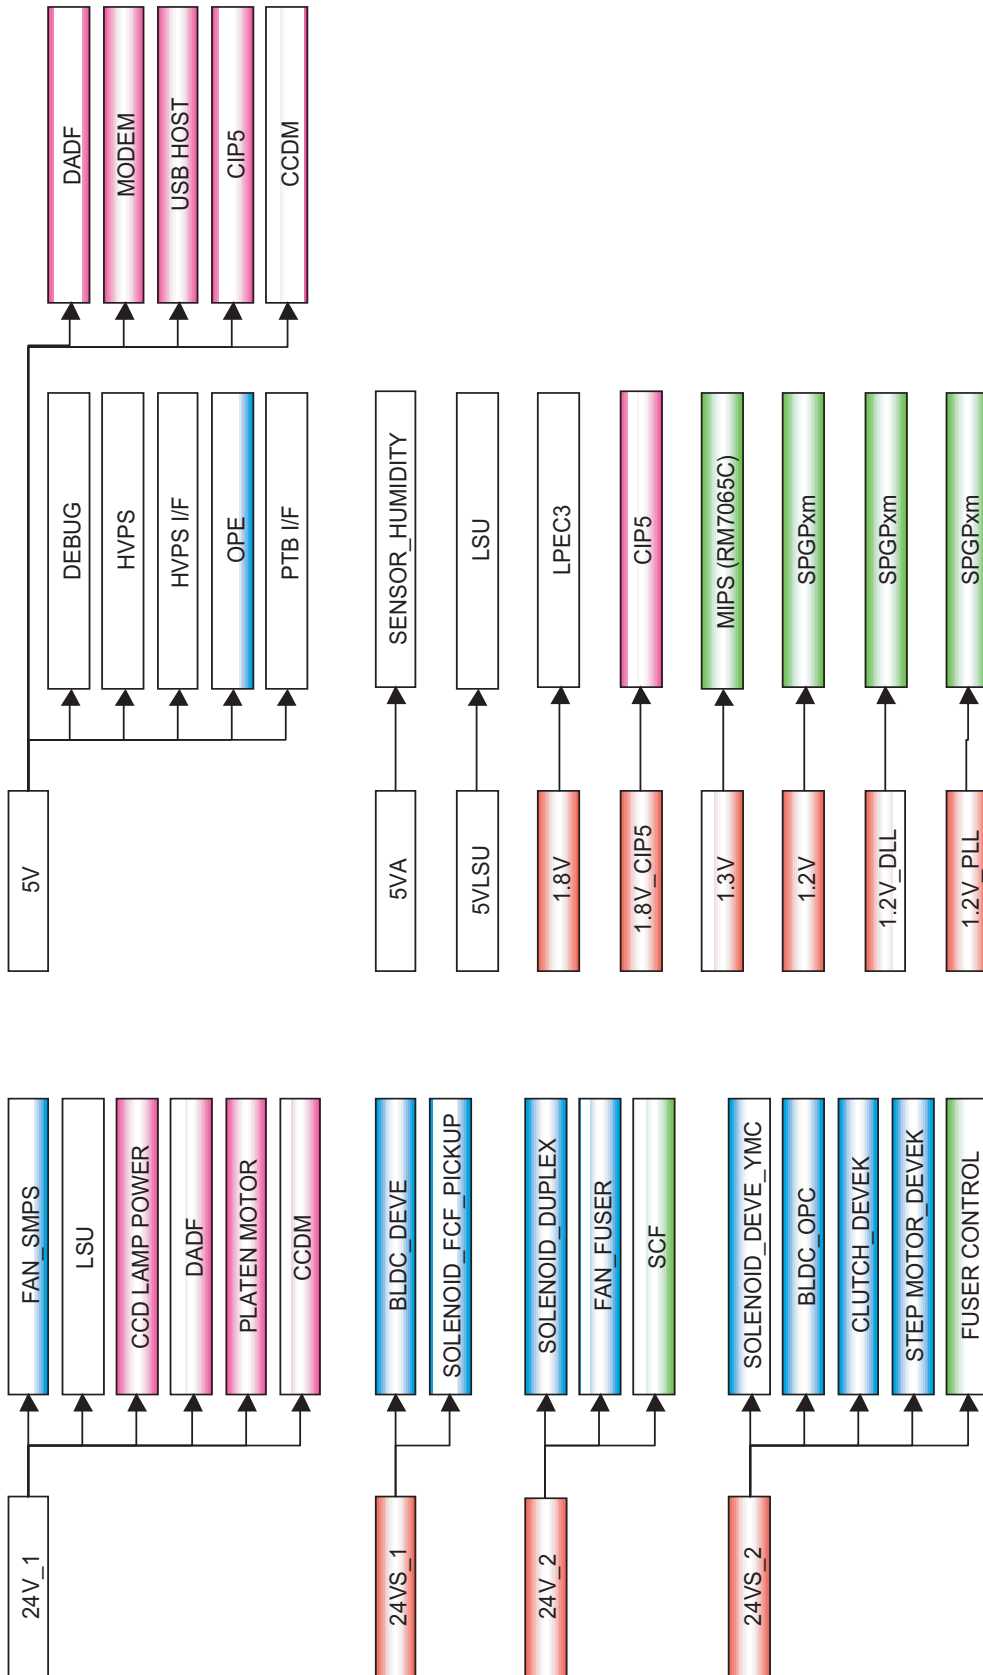 24V_1
FAN_SMPS
LSU
CCD LAMP POWER
DADF
PLATEN MOTOR
CCDM
24VS_1
BLDC_DEVE
SOLENOID_FCF_PICKUP
24V_2
SOLENOID_DUPLEX
FAN_FUSER
SCF
24VS_2
SOLENOID_DEVE_YMC
BLDC_OPC
CLUTCH_DEVEK
STEP MOTOR_DEVEK
FUSER CONTROL
5V
DEBUG
HVPS
HVPS I/F
OPE
PTB I/F
DADF
MODEM
USB HOST
CIP5
CCDM
5VA
SENSOR_HUMIDITY
5VLSU
LSU
1.8V
LPEC3
1.8V_CIP5
CIP5
1.3V
MIPS (RM7065C)
1.2V
SPGPxm
1.2V_DLL
SPGPxm
1.2V_PLL
SPGPxm